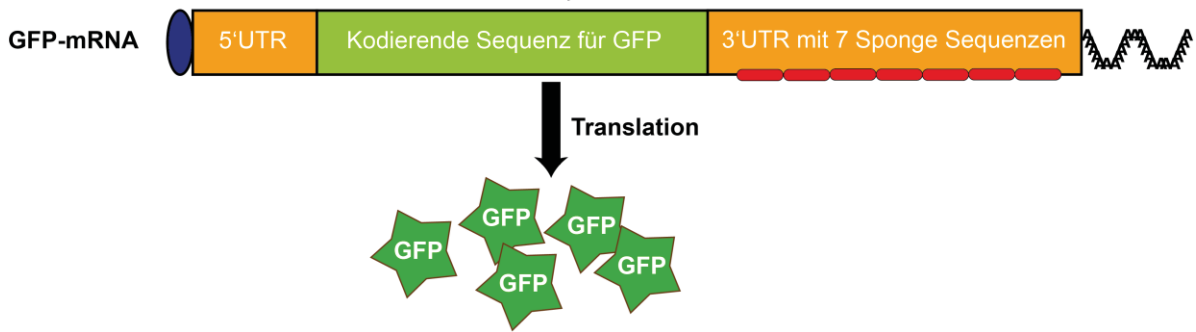 GFP-mRNA
5‘UTR
Kodierende Sequenz für GFP
3‘UTR mit 7 Sponge Sequenzen
Translation
GFP
GFP
GFP
GFP
GFP